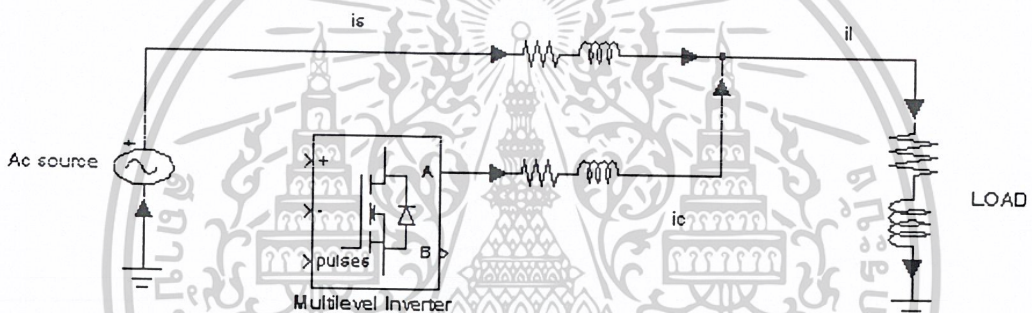 is
il
+
Ac source
+
A
-
ic
LOAD
B
pulses
Multilevel Inverter